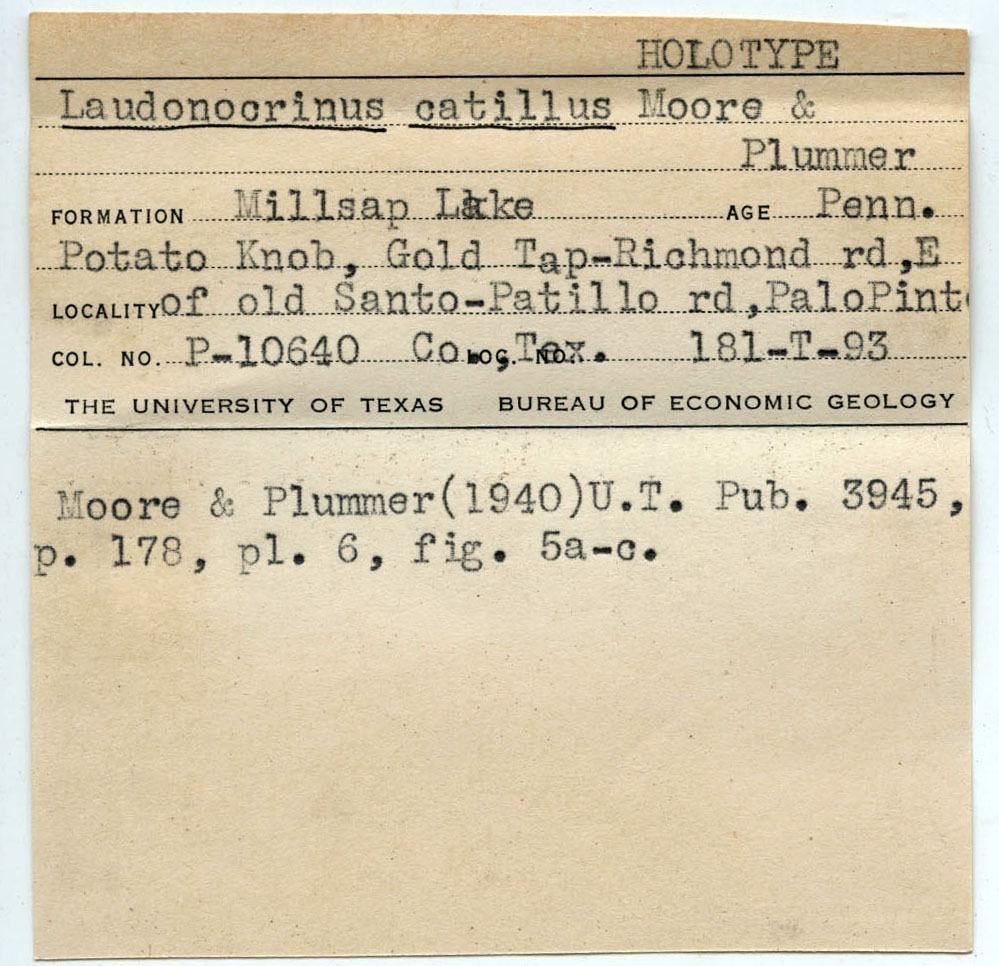 HOLOTYPE
Laudonocrinus catillus Moore &
Plummer
FORMATION Millsap Lake AGE Penn.
Potato Knob, Gold Tap-Richmond rd,E
LOCALITY of old Santo-Patillo rd,PaloPinto
COL. NO. P-10640 Co., Tex. LOC. NO. 181-T-93
THE UNIVERSITY OF TEXAS BUREAU OF ECONOMIC GEOLOGY
Moore & Plummer(1940)U.T. Pub. 3945,
p. 178, pl. 6, fig. 5a-c.